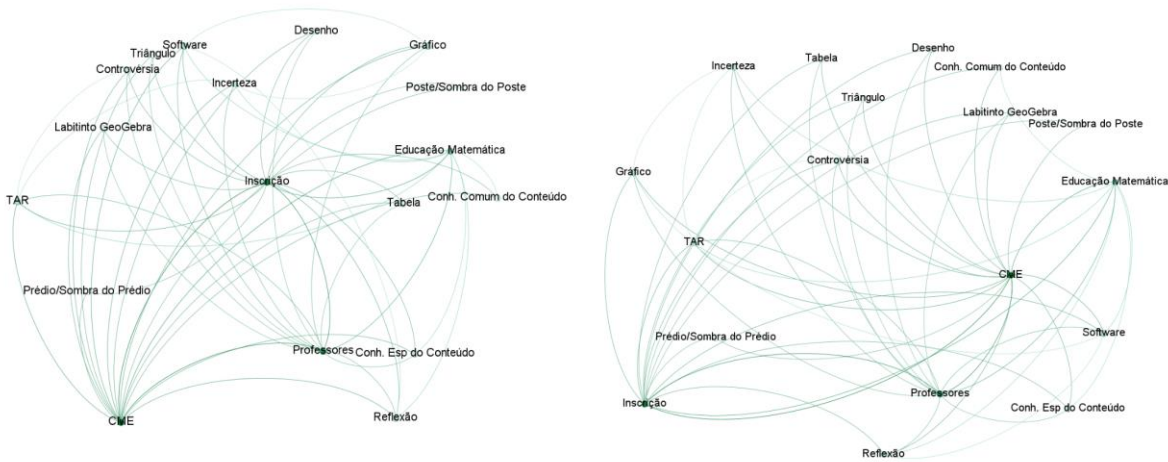 Desenho
Software
Gráfico
Triângulo
Controvérsia
Incerteza
Poste/Sombra do Poste
Labitinto GeoGebra
Educação Matemática
Inscrição
TAR
Tabela
Conh. Comum do Conteúdo
Prédio/Sombra do Prédio
Professores
Conh. Esp do Conteúdo
CME
Reflexão
Desenho
Tabela
Incerteza
Conh. Comum do Conteúdo
Triângulo
Labitinto GeoGebra
Poste/Sombra do Poste
Controvérsia
Gráfico
Educação Matemática
TAR
CME
Software
Prédio/Sombra do Prédio
Professores
Inscrição
Conh. Esp do Conteúdo
Reflexão